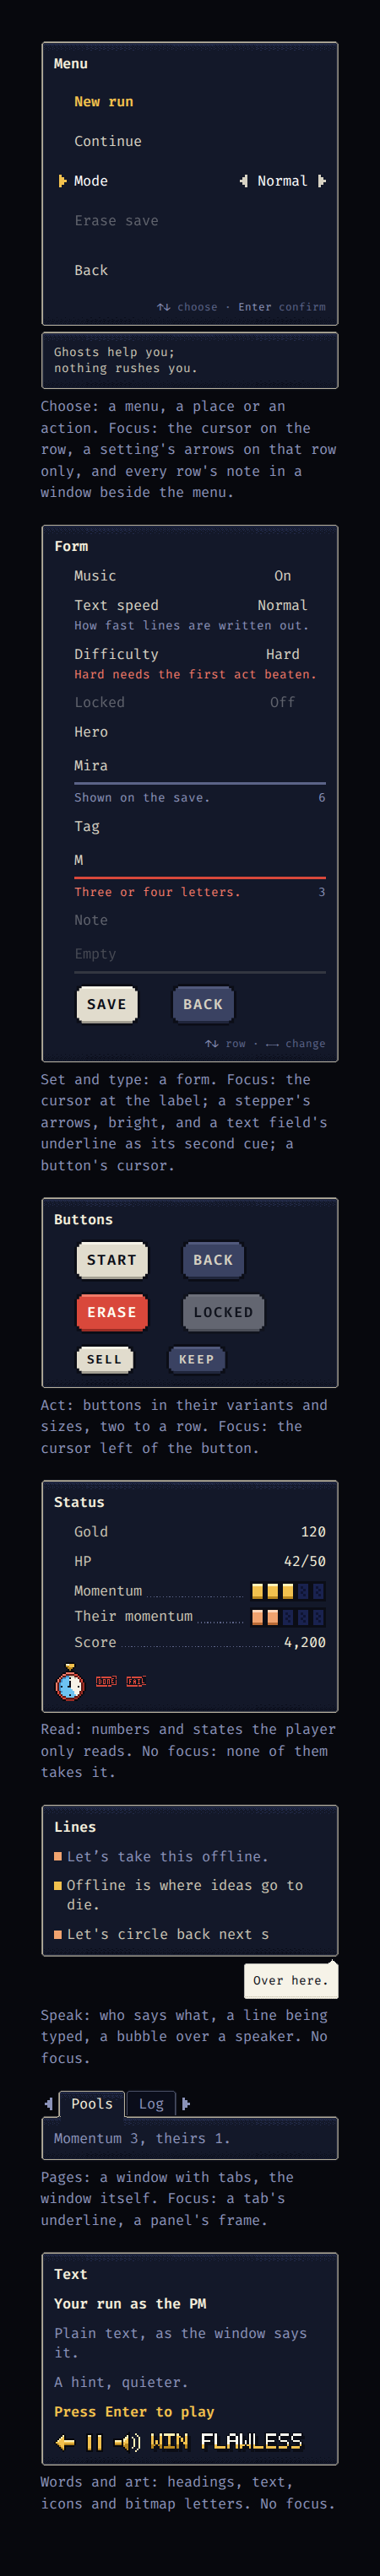 Menu
New run
Continue
Mode Normal
Erase save
Back
↑↓ choose · Enter confirm
Ghosts help you;
nothing rushes you.
Choose: a menu, a place or an
action. Focus: the cursor on the
row, a setting's arrows on that row
only, and every row's note in a
window beside the menu.
Form
Music On
Text speed Normal
How fast lines are written out.
Difficulty Hard
Hard needs the first act beaten.
Locked Off
Hero
Mira
Shown on the save. 6
Tag
M
Three or four letters. 3
Note
Empty
SAVE BACK
↑↓ row · ←→ change
Set and type: a form. Focus: the
cursor at the label; a stepper's
arrows, bright, and a text field's
underline as its second cue; a
button's cursor.
Buttons
START BACK
ERASE LOCKED
SELL KEEP
Act: buttons in their variants and
sizes, two to a row. Focus: the
cursor left of the button.
Status
Gold 120
HP 42/50
Momentum
Their momentum
Score 4,200
DONE FAIL
Read: numbers and states the player
only reads. No focus: none of them
takes it.
Lines
Let’s take this offline.
Offline is where ideas go to
die.
Let's circle back next s
Over here.
Speak: who says what, a line being
typed, a bubble over a speaker. No
focus.
Pools Log
Momentum 3, theirs 1.
Pages: a window with tabs, the
window itself. Focus: a tab's
underline, a panel's frame.
Text
Your run as the PM
Plain text, as the window says
it.
A hint, quieter.
Press Enter to play
WIN FLAWLESS
Words and art: headings, text,
icons and bitmap letters. No focus.